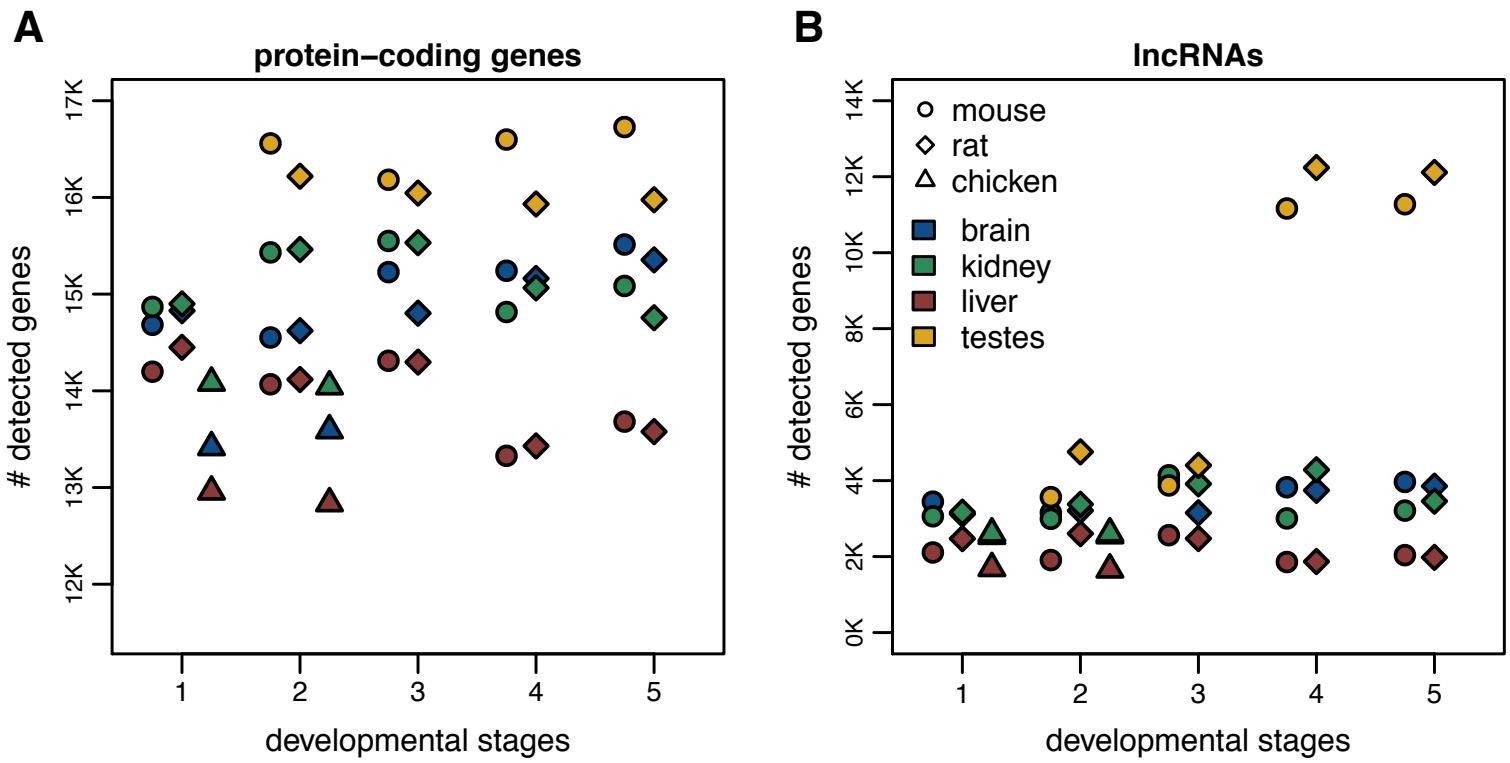 A
protein−coding genes
# detected genes
17K
16K
15K
14K
13K
12K
1 2 3 4 5
developmental stages
B
lncRNAs
# detected genes
14K
12K
10K
8K
6K
4K
2K
0K
mouse
rat
chicken
brain
kidney
liver
testes
1 2 3 4 5
developmental stages